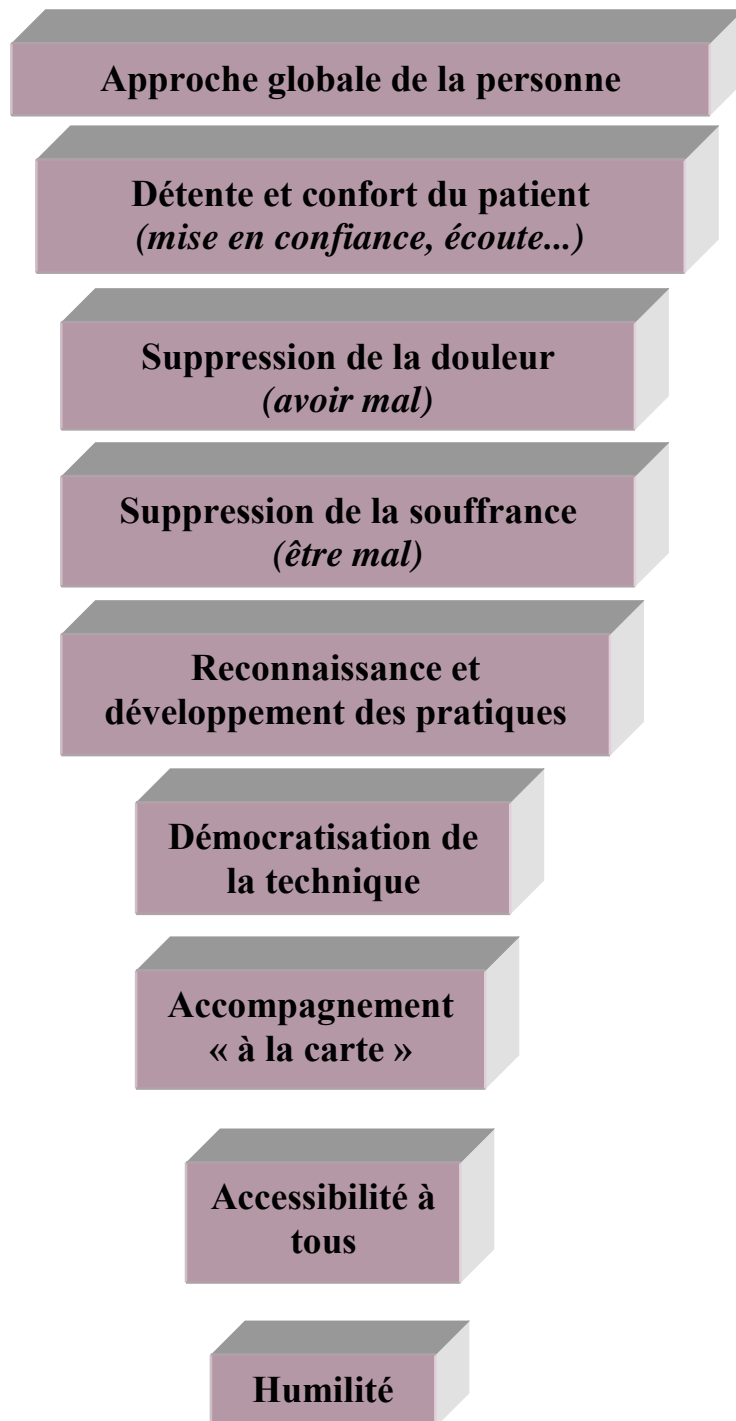 Approche globale de la personne
Détente et confort du patient
(mise en confiance, écoute...)
Suppression de la douleur
(avoir mal)
Suppression de la souffrance
(être mal)
Reconnaissance et
développement des pratiques
Démocratisation de
la technique
Accompagnement
« à la carte »
Accessibilité à
tous
Humilité